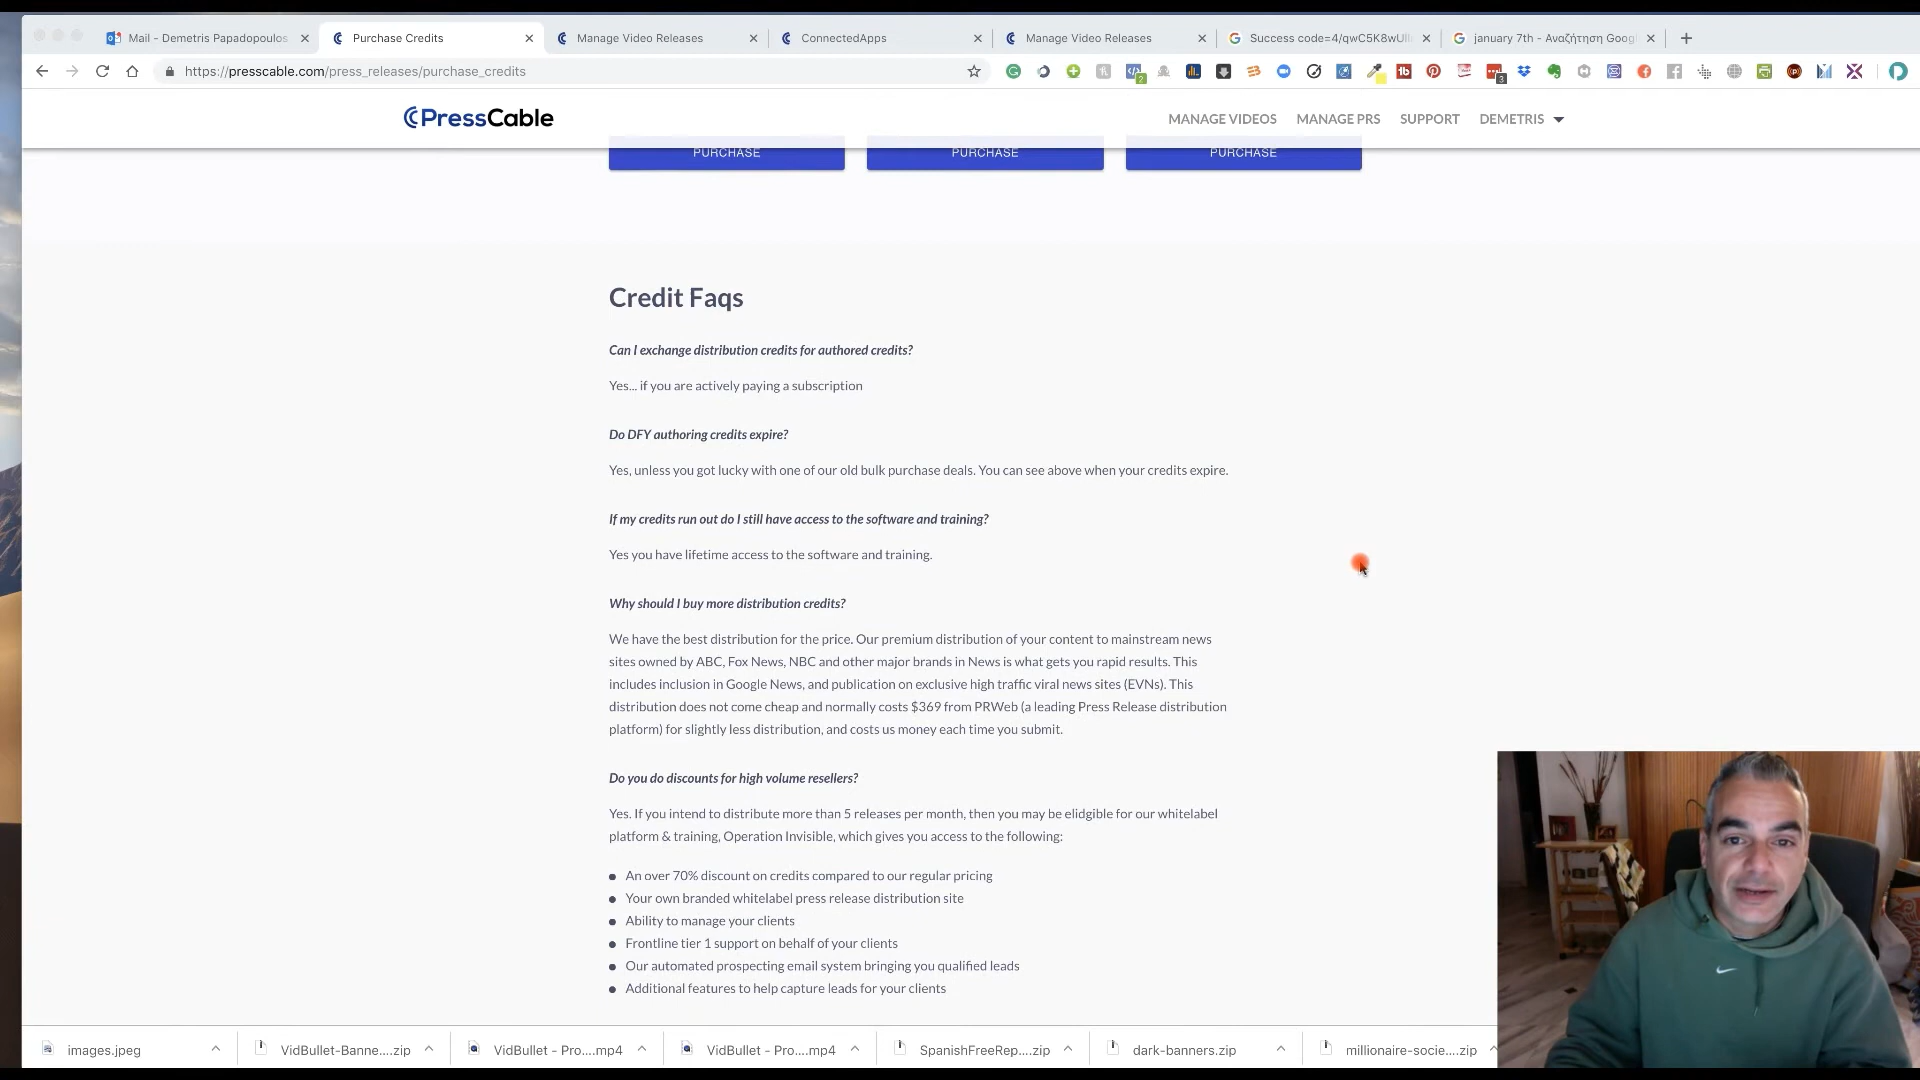 Mail - Demetris Papadopoulos
Purchase Credits
Manage Video Releases
ConnectedApps
Manage Video Releases
Success code=4/qwC5K8wUll
january 7th - Αναζήτηση Goog
https://presscable.com/press_releases/purchase_credits
PressCable
MANAGE VIDEOS
MANAGE PRS
SUPPORT
DEMETRIS
PURCHASE
PURCHASE
PURCHASE
Credit Faqs
Can I exchange distribution credits for authored credits?
Yes... if you are actively paying a subscription
Do DFY authoring credits expire?
Yes, unless you got lucky with one of our old bulk purchase deals. You can see above when your credits expire.
If my credits run out do I still have access to the software and training?
Yes you have lifetime access to the software and training.
Why should I buy more distribution credits?
We have the best distribution for the price. Our premium distribution of your content to mainstream news
sites owned by ABC, Fox News, NBC and other major brands in News is what gets you rapid results. This
includes inclusion in Google News, and publication on exclusive high traffic viral news sites (EVNs). This
distribution does not come cheap and normally costs $369 from PRWeb (a leading Press Release distribution
platform) for slightly less distribution, and costs us money each time you submit.
Do you do discounts for high volume resellers?
Yes. If you intend to distribute more than 5 releases per month, then you may be elidgible for our whitelabel
platform & training, Operation Invisible, which gives you access to the following:
An over 70% discount on credits compared to our regular pricing
Your own branded whitelabel press release distribution site
Ability to manage your clients
Frontline tier 1 support on behalf of your clients
Our automated prospecting email system bringing you qualified leads
Additional features to help capture leads for your clients
images.jpeg
VidBullet-Banne....zip
VidBullet - Pro....mp4
VidBullet - Pro....mp4
SpanishFreeRep....zip
dark-banners.zip
millionaire-socie....zip